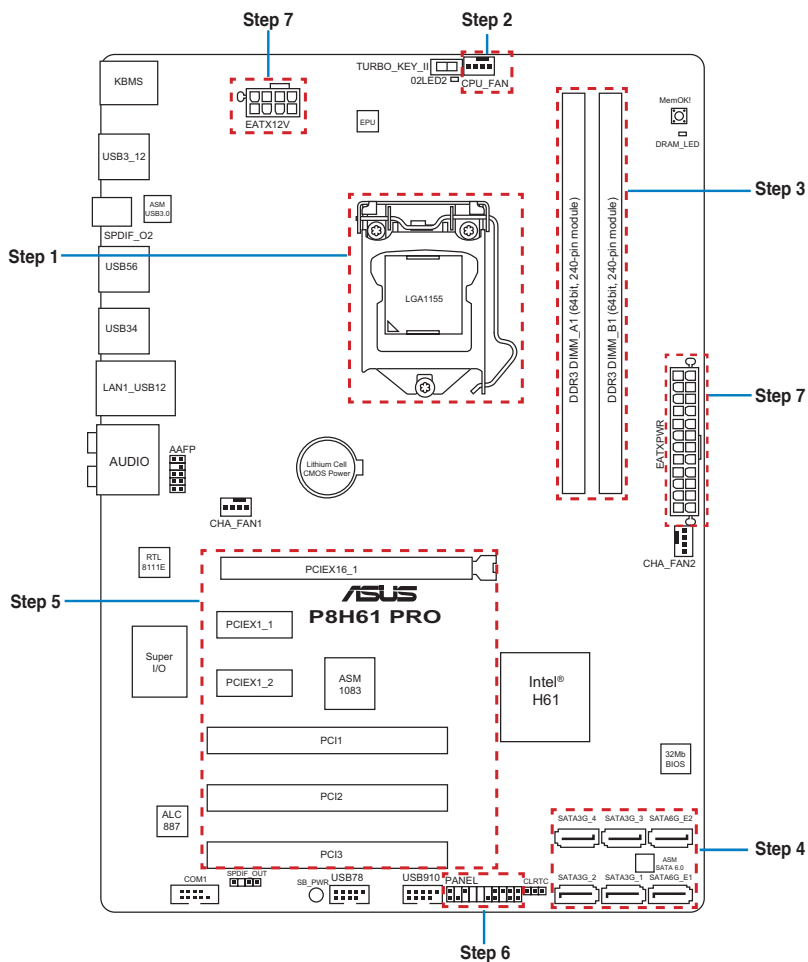 Step 7
Step 2
KBMS
TURBO_KEY_II
02LED2
CPU_FAN
EATX12V
EPU
MemOK!
DRAM_LED
USB3_12
ASM
USB3.0
SPDIF_O2
Step 3
Step 1
USB56
LGA1155
DDR3 DIMM_A1 (64bit, 240-pin module)
DDR3 DIMM_B1 (64bit, 240-pin module)
USB34
LAN1_USB12
Step 7
EATXPWR
AUDIO
AAFP
Lithium Cell
CMOS Power
CHA_FAN1
CHA_FAN2
RTL
8111E
PCIEX16_1
ASUS
P8H61 PRO
Step 5
PCIEX1_1
Super
I/O
PCIEX1_2
ASM
1083
Intel®
H61
PCI1
32Mb
BIOS
PCI2
ALC
887
SATA3G_4
SATA3G_3
SATA6G_E2
Step 4
PCI3
ASM
SATA 6.0
SATA3G_2
SATA3G_1
SATA6G_E1
COM1
SPDIF_OUT
SB_PWR
USB78
USB910
PANEL
CLRTC
Step 6